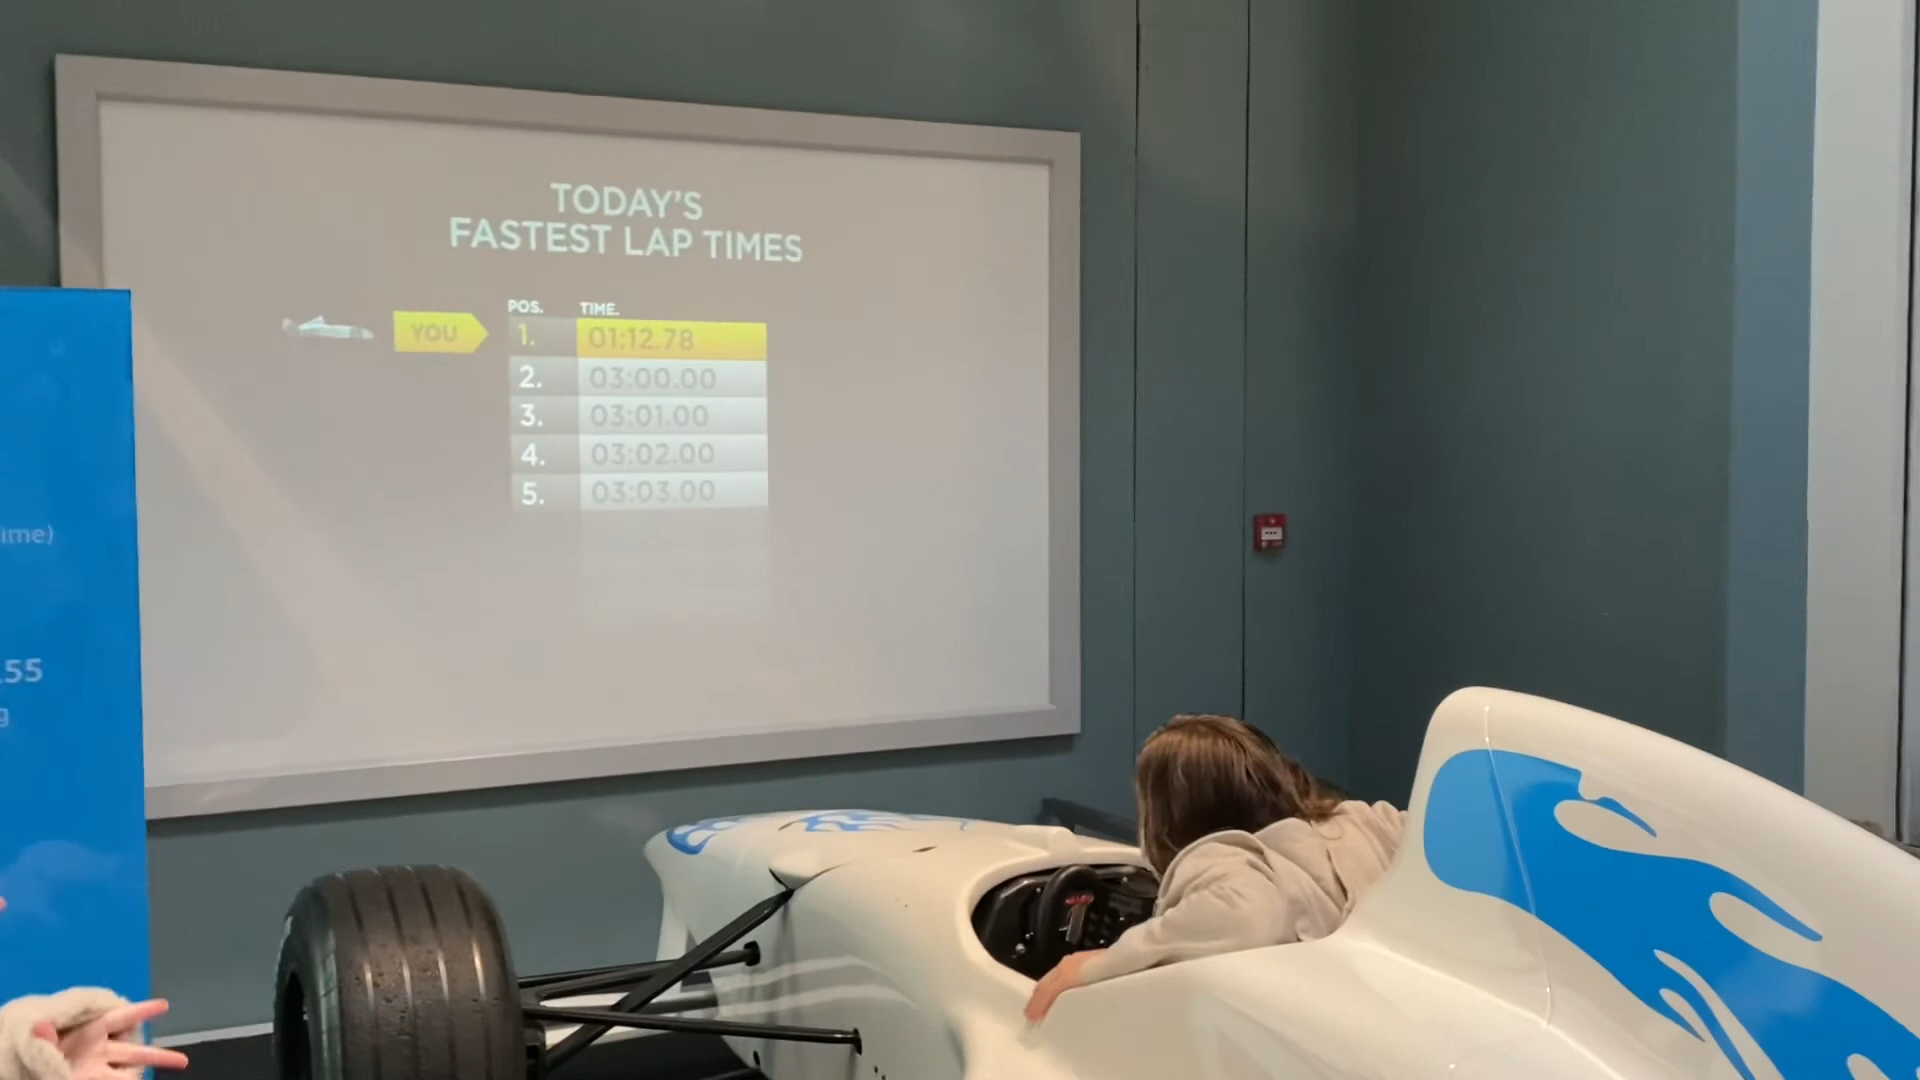 TODAY'S
FASTEST LAP TIMES
POS. TIME.
YOU 1. 01:12.78
2. 03:00.00
3. 03:01.00
4. 03:02.00
5. 03:03.00
ime)
.55
g